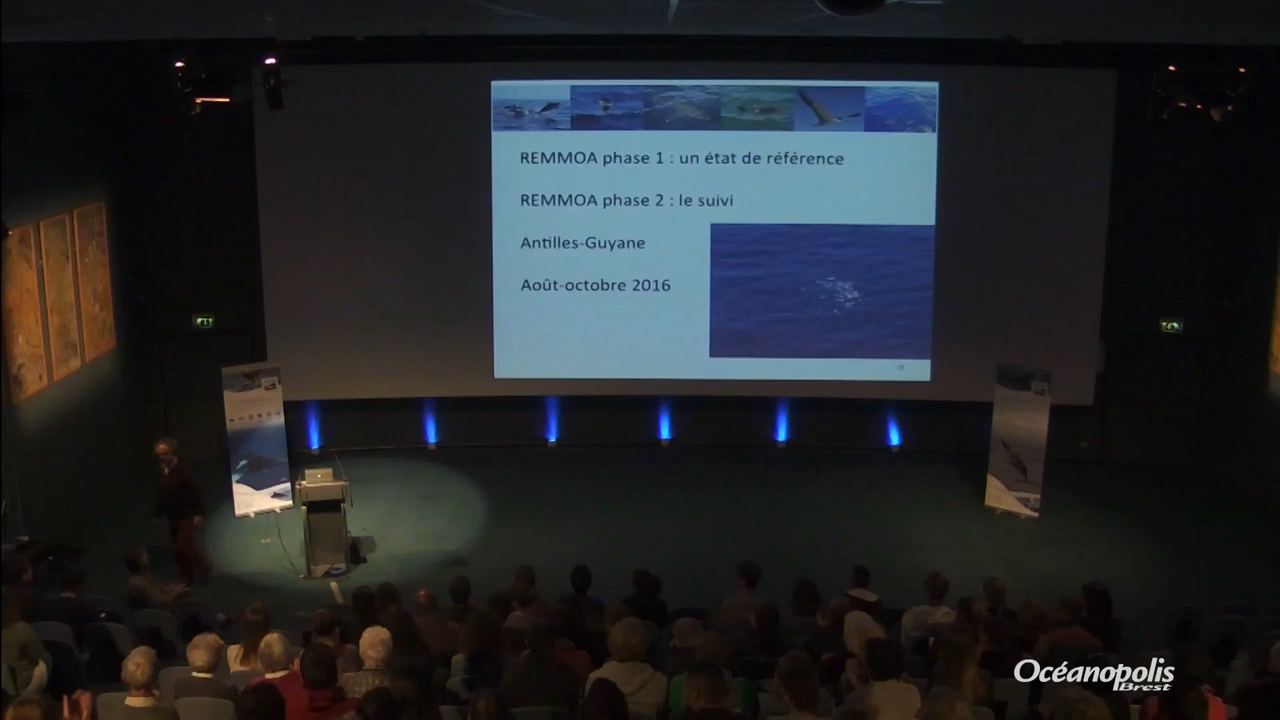 REMMOA phase 1 : un état de référence
REMMOA phase 2 : le suivi
Antilles-Guyane
Août-octobre 2016
Océanopolis
Brest